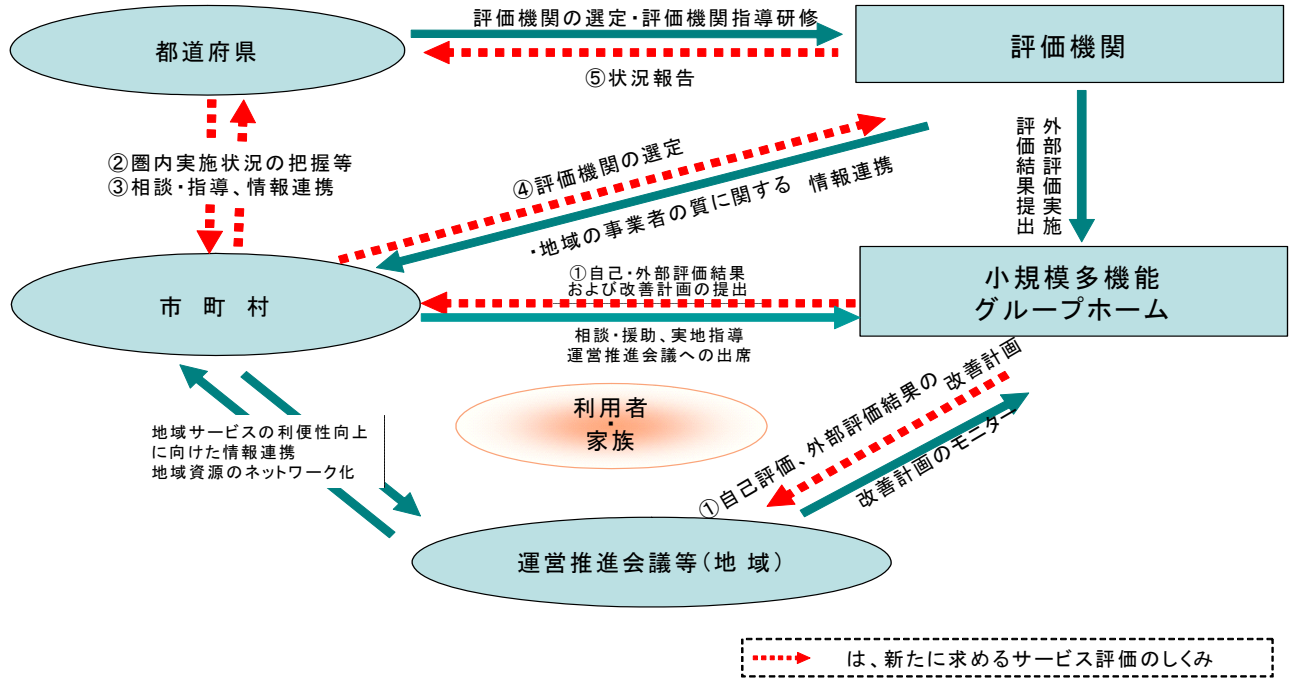 評価機関の選定・評価機関指導研修
都道府県
評価機関
⑤状況報告
②圏内実施状況の把握等
③相談・指導、情報連携
④評価機関の選定
・地域の事業者の質に関する 情報連携
外部評価実施
評価結果提出
①自己・外部評価結果
および改善計画の提出
市 町 村
小規模多機能
グループホーム
相談・援助、実地指導
運営推進会議への出席
利用者
・
家族
地域サービスの利便性向上
に向けた情報連携
地域資源のネットワーク化
①自己評価、外部評価結果の 改善計画
改善計画のモニター
運営推進会議等(地 域)
は、新たに求めるサービス評価のしくみ